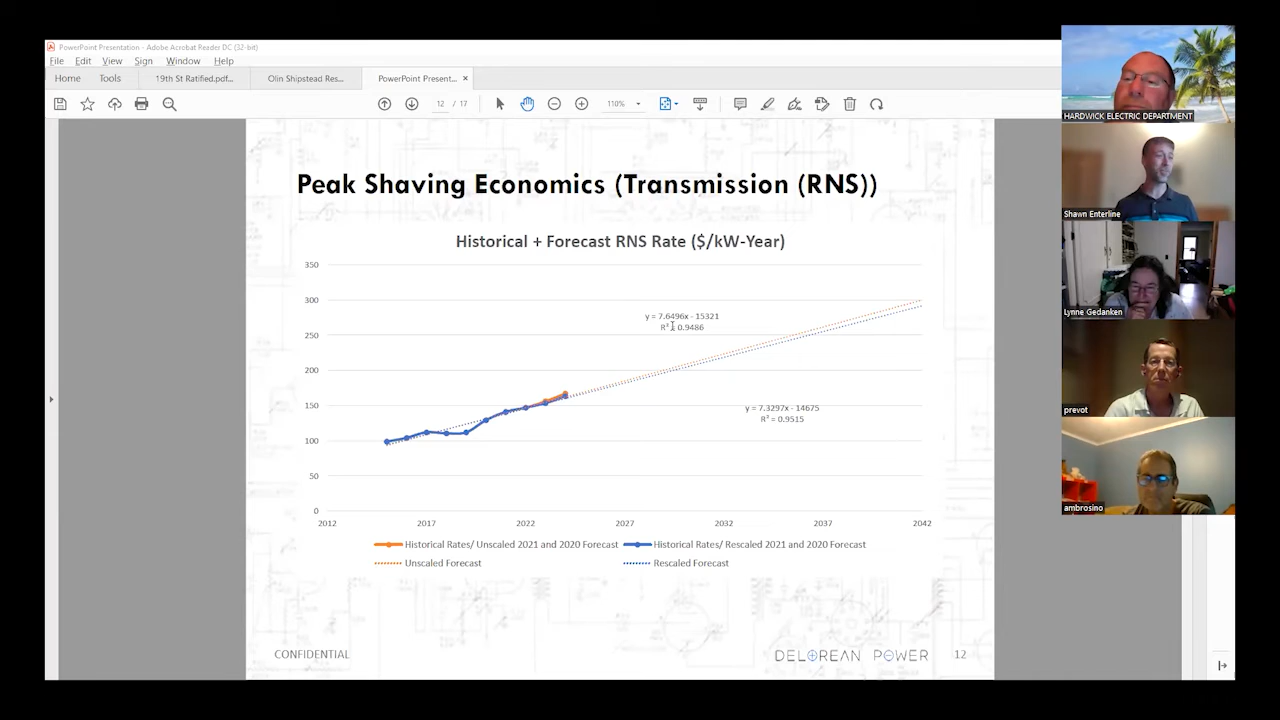 PowerPoint Presentation - Adobe Acrobat Reader DC (32-bit)
File Edit View Sign Window Help
Home Tools 19th St Ratified.pdf... Olin Shipstead Res... PowerPoint Present... ×
12 / 17 110%
Peak Shaving Economics (Transmission (RNS))
Historical + Forecast RNS Rate ($/kW-Year)
350
300
250
200
150
100
50
0
y = 7.6496x - 15321
R² = 0.9486
y = 7.3297x - 14675
R² = 0.9515
2012 2017 2022 2027 2032 2037 2042
Historical Rates/ Unscaled 2021 and 2020 Forecast
Historical Rates/ Rescaled 2021 and 2020 Forecast
Unscaled Forecast
Rescaled Forecast
CONFIDENTIAL
DELOREAN POWER
12
HARDWICK ELECTRIC DEPARTMENT
Shawn Enterline
Lynne Gedanken
prevot
ambrosino